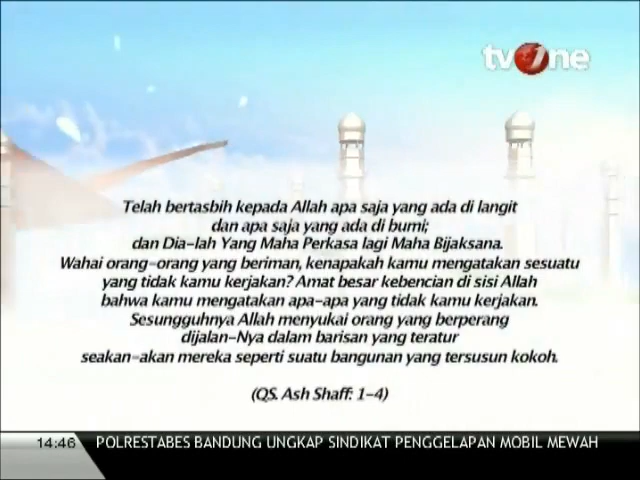 tvOne
Telah bertasbih kepada Allah apa saja yang ada di langit
dan apa saja yang ada di bumi;
dan Dia-lah Yang Maha Perkasa lagi Maha Bijaksana.
Wahai orang-orang yang beriman, kenapakah kamu mengatakan sesuatu
yang tidak kamu kerjakan? Amat besar kebencian di sisi Allah
bahwa kamu mengatakan apa-apa yang tidak kamu kerjakan.
Sesungguhnya Allah menyukai orang yang berperang
dijalan-Nya dalam barisan yang teratur
seakan-akan mereka seperti suatu bangunan yang tersusun kokoh.
(QS. Ash Shaff: 1-4)
14:46 POLRESTABES BANDUNG UNGKAP SINDIKAT PENGGELAPAN MOBIL MEWAH